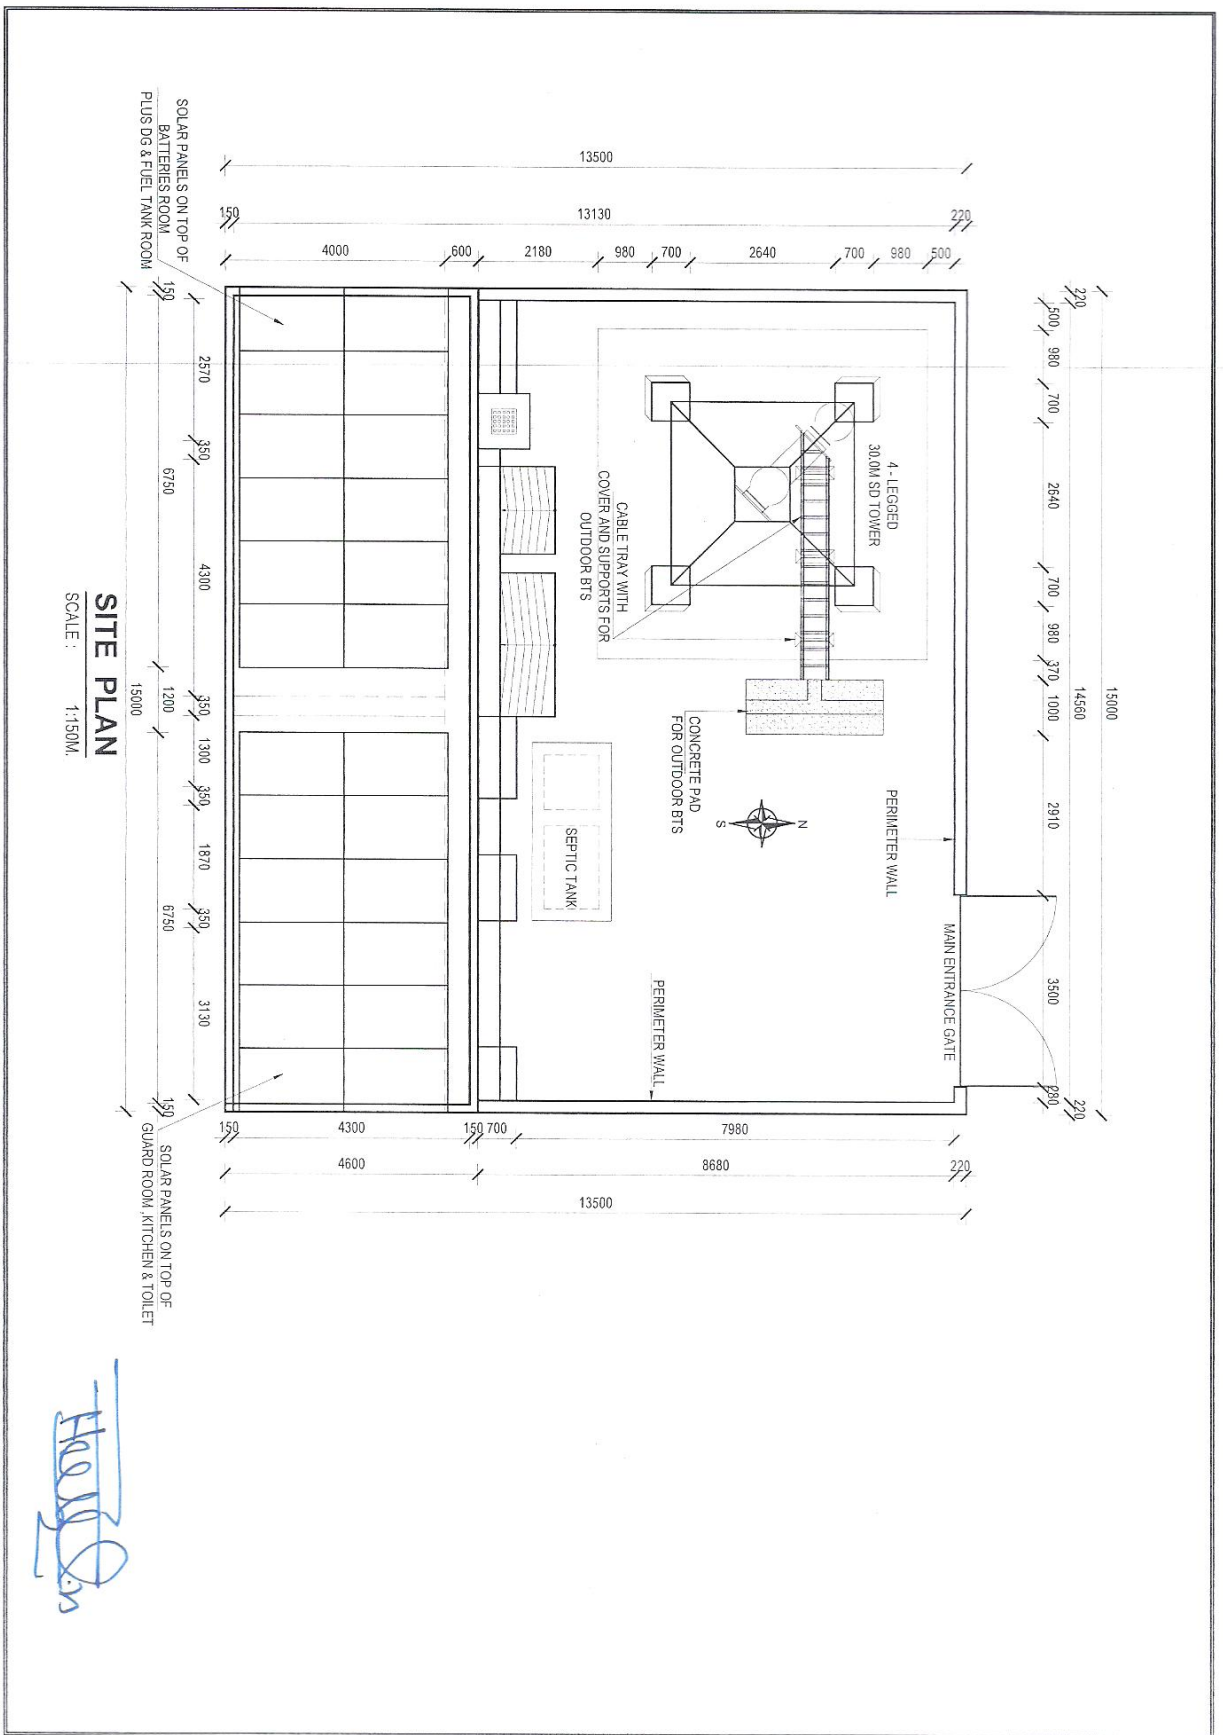 13500
150
13130
220
4000
600
2180
980
700
2640
700
980
500
SOLAR PANELS ON TOP OF
BATTERIES ROOM
PLUS DG & FUEL TANK ROOM
15000
220
14560
220
500
980
700
2640
700
980
370
1000
2910
3500
280
4 - LEGGED
30.0M SD TOWER
CABLE TRAY WITH
COVER AND SUPPORTS FOR
OUTDOOR BTS
CONCRETE PAD
FOR OUTDOOR BTS
N
S
PERIMETER WALL
MAIN ENTRANCE GATE
SEPTIC TANK
PERIMETER WALL
2570
350
4300
350
1300
350
1870
350
3130
150
6750
1200
6750
150
15000
150
4300
150
700
7980
4600
8680
220
13500
SOLAR PANELS ON TOP OF
GUARD ROOM ,KITCHEN & TOILET
SITE PLAN
SCALE : 1:150M.